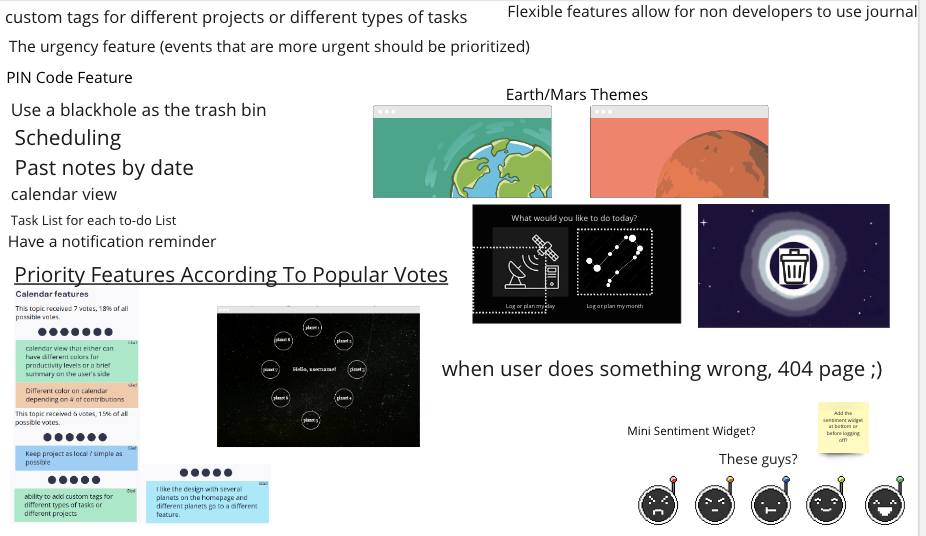 custom tags for different projects or different types of tasks
Flexible features allow for non developers to use journal
The urgency feature (events that are more urgent should be prioritized)
PIN Code Feature
Use a blackhole as the trash bin
Scheduling
Past notes by date
calendar view
Task List for each to-do List
Have a notification reminder
Earth/Mars Themes
What would you like to do today?
Log or plan my day
Log or plan my month
Priority Features According To Popular Votes
Calendar features
This topic received 7 votes, 18% of all
possible votes.
calendar view that either can
have different colors for
productivity levels or a brief
summary on the user's side
Different color on calendar
depending on # of contributions
This topic received 6 votes, 15% of all
possible votes.
Keep project as local / simple as
possible
ability to add custom tags for
different types of tasks or
different projects
I like the design with several
planets on the homepage and
different planets go to a different
feature.
planet 1
planet 8
planet 2
planet 7
Hello, username!
planet 3
planet 6
planet 4
planet 5
when user does something wrong, 404 page ;)
Mini Sentiment Widget?
Add the
sentiment widget
at bottom or
before logging
off?
These guys?